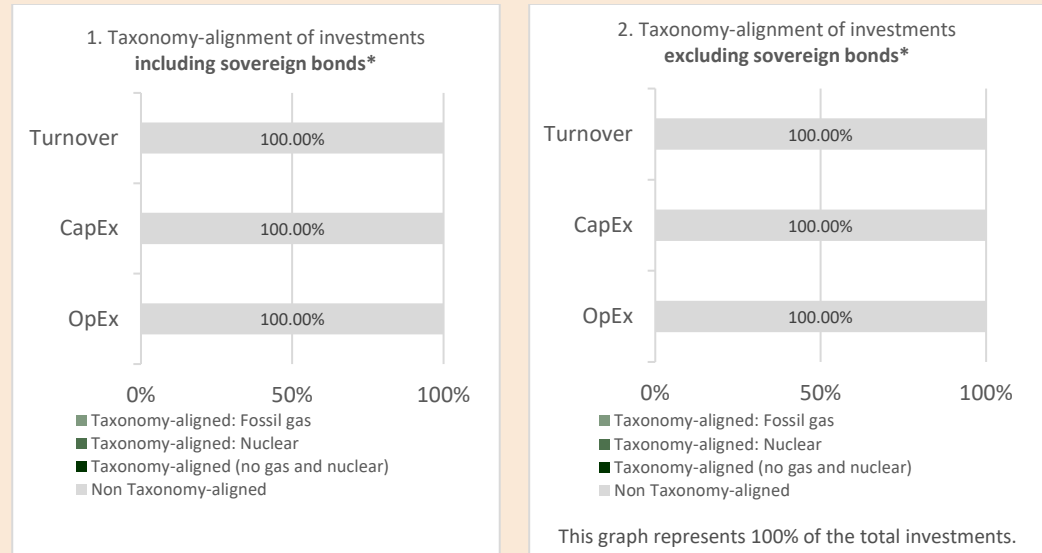 1. Taxonomy-alignment of investments
including sovereign bonds*
Turnover
100.00%
CapEx
100.00%
OpEx
100.00%
0%
50%
100%
Taxonomy-aligned: Fossil gas
Taxonomy-aligned: Nuclear
Taxonomy-aligned (no gas and nuclear)
Non Taxonomy-aligned
2. Taxonomy-alignment of investments
excluding sovereign bonds*
Turnover
100.00%
CapEx
100.00%
OpEx
100.00%
0%
50%
100%
Taxonomy-aligned: Fossil gas
Taxonomy-aligned: Nuclear
Taxonomy-aligned (no gas and nuclear)
Non Taxonomy-aligned
This graph represents 100% of the total investments.